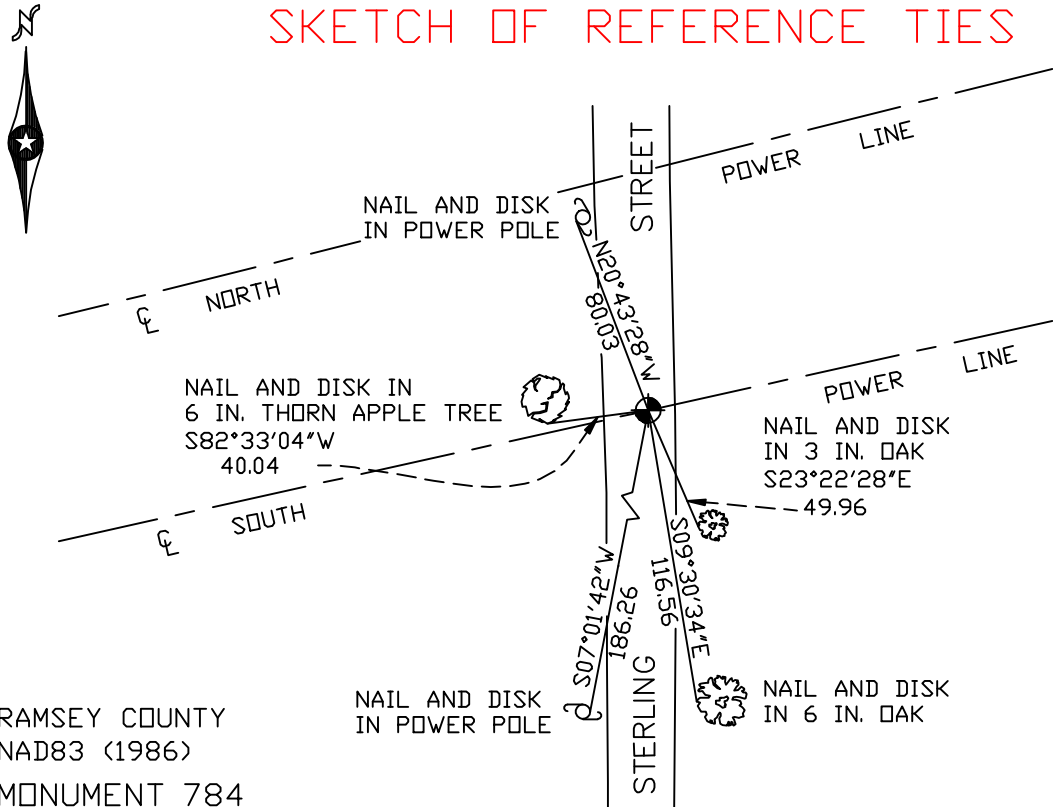 N
SKETCH OF REFERENCE TIES
STREET
POWER LINE
NAIL AND DISK
IN POWER POLE
N20°43'28"W
80.03
NORTH
℄
POWER LINE
NAIL AND DISK IN
6 IN. THORN APPLE TREE
S82°33'04"W
40.04
NAIL AND DISK
IN 3 IN. OAK
S23°22'28"E
49.96
SOUTH
℄
S07°01'42"W
186.26
S09°30'34"E
116.56
STERLING
NAIL AND DISK
IN POWER POLE
NAIL AND DISK
IN 6 IN. OAK
RAMSEY COUNTY
NAD83 (1986)
MONUMENT 784